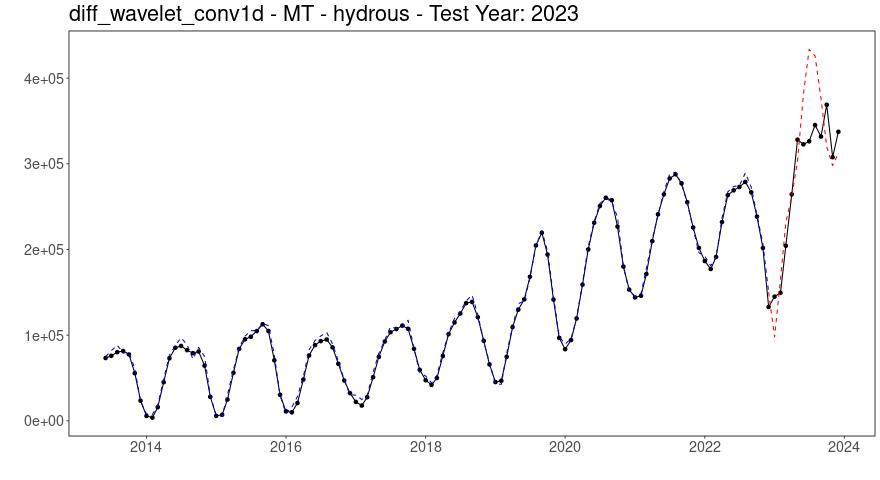 diff_wavelet_conv1d - MT - hydrous - Test Year: 2023
4e+05
3e+05
2e+05
1e+05
0e+00
2014 2016 2018 2020 2022 2024